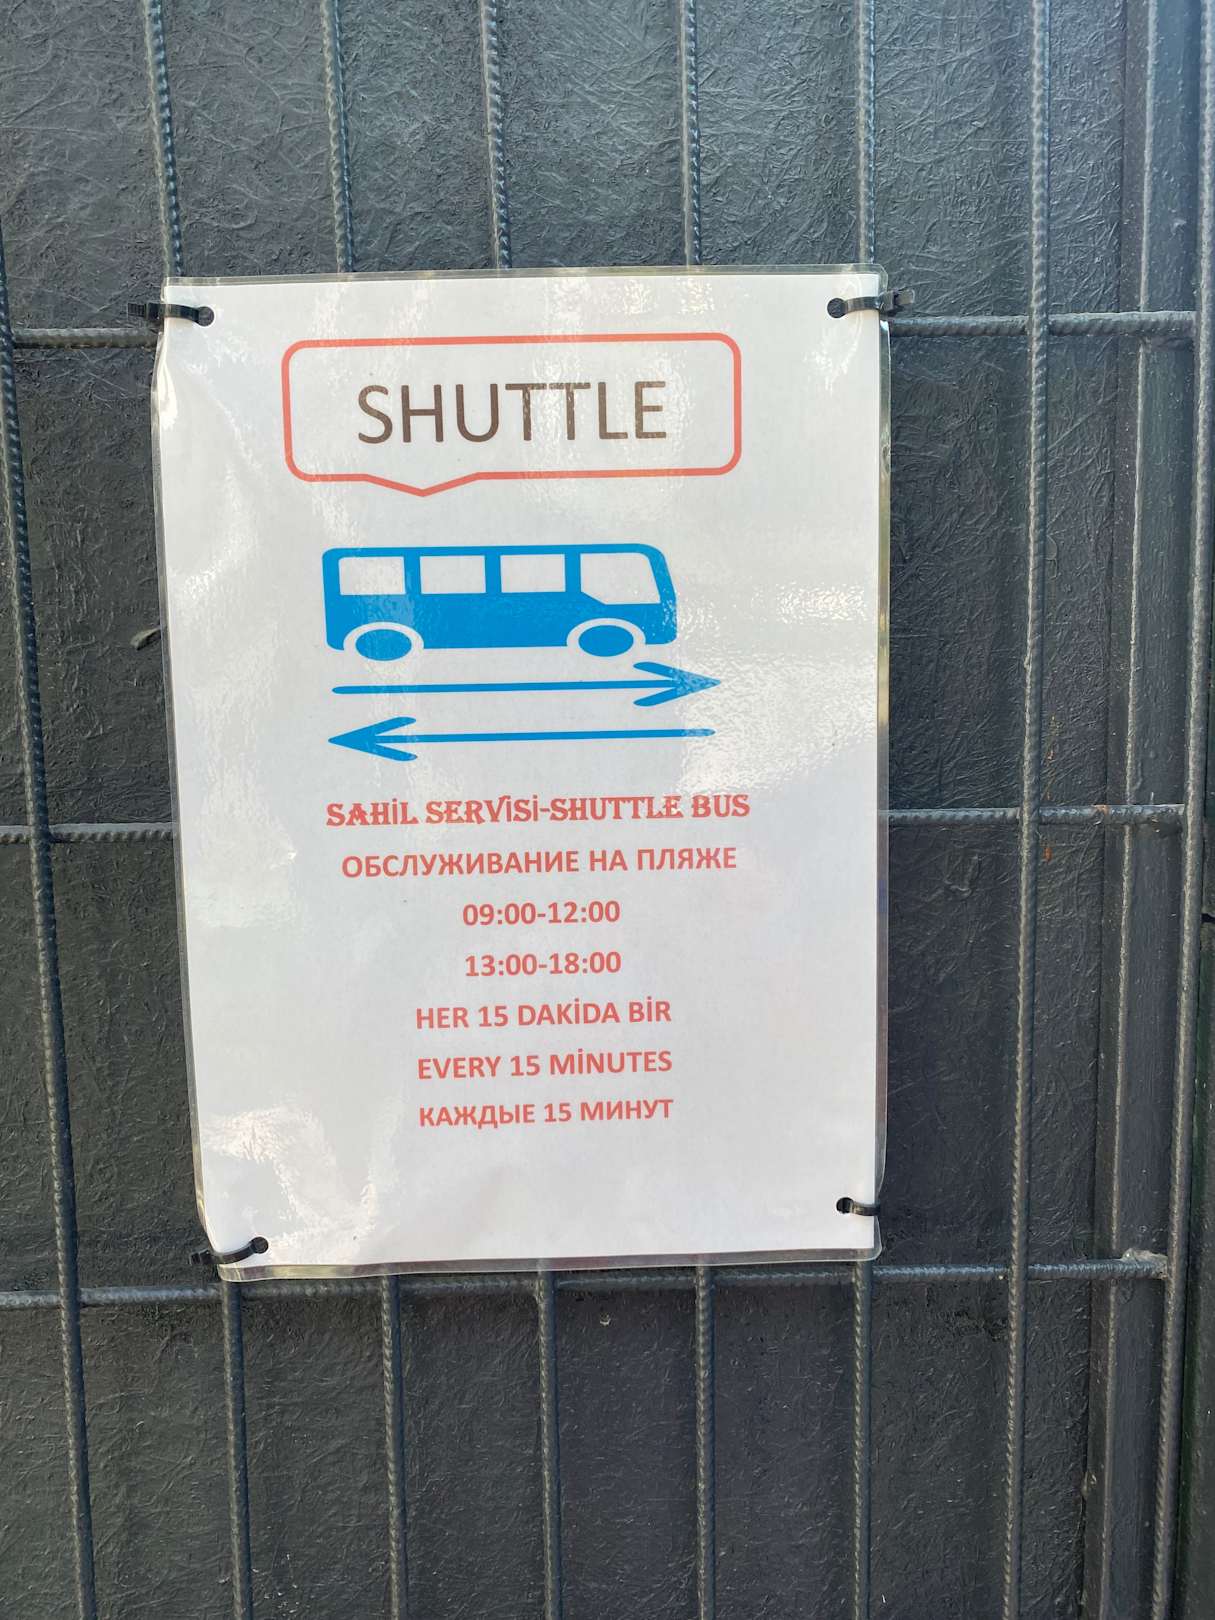 SHUTTLE
SAHİL SERVİSİ-SHUTTLE BUS
ОБСЛУЖИВАНИЕ НА ПЛЯЖЕ
09:00-12:00
13:00-18:00
HER 15 DAKİDA BİR
EVERY 15 MİNUTES
КАЖДЫЕ 15 МИНУТ